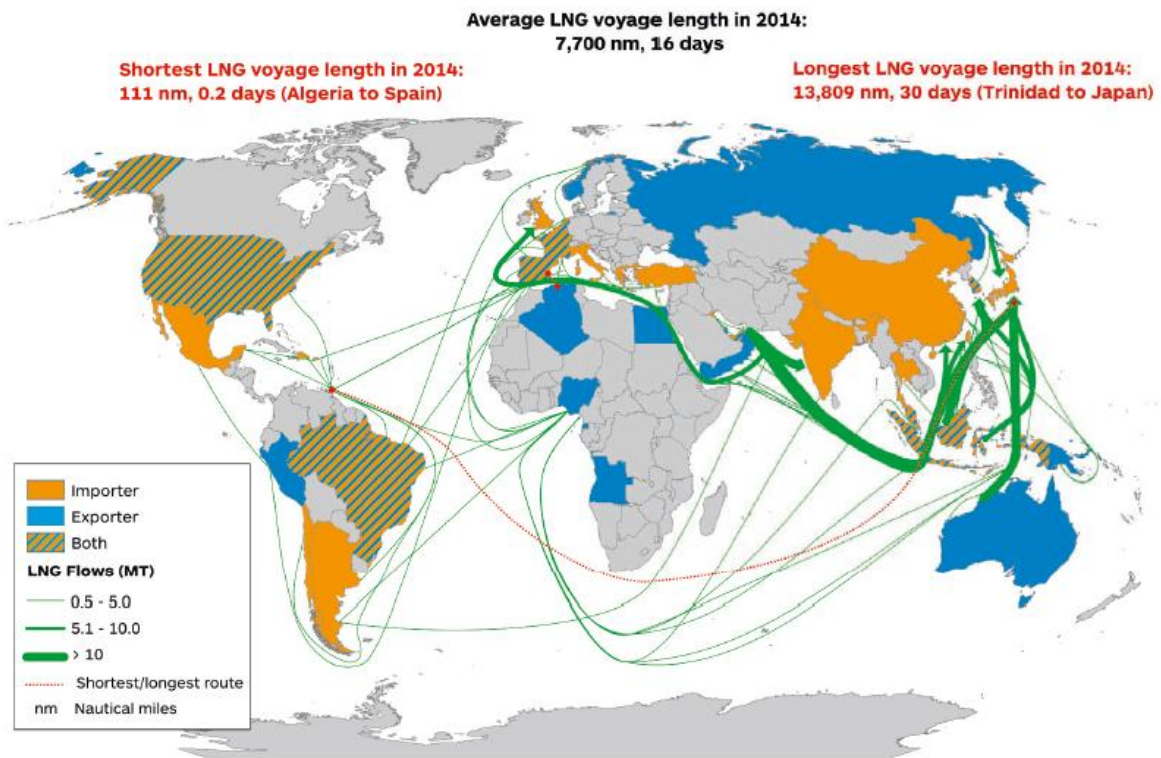 Average LNG voyage length in 2014:
7,700 nm, 16 days
Shortest LNG voyage length in 2014:
111 nm, 0.2 days (Algeria to Spain)
Longest LNG voyage length in 2014:
13,809 nm, 30 days (Trinidad to Japan)
Importer
Exporter
Both
LNG Flows (MT)
0.5 - 5.0
5.1 - 10.0
> 10
Shortest/longest route
nm Nautical miles